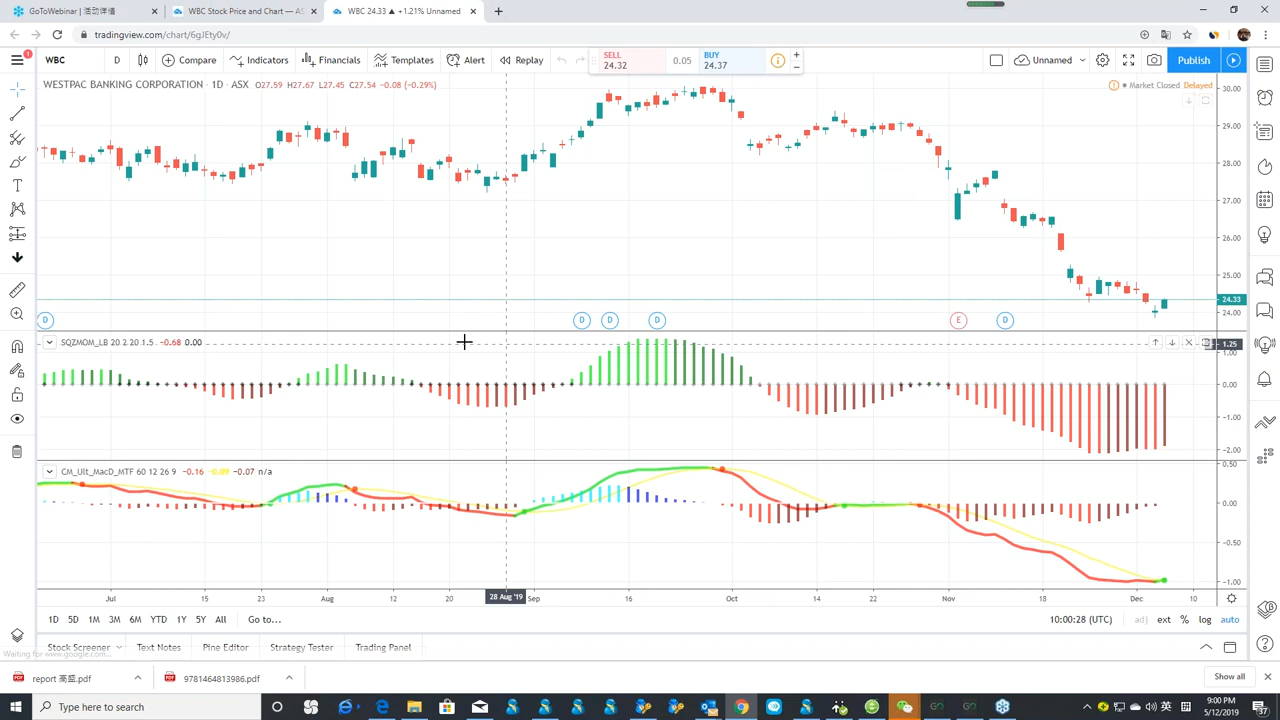 GoToWebinar | 活动详情
WBC Stock Price and Chart — AS
WBC 24.33 ▲ +1.21% Unnamed
tradingview.com/chart/6gJEty0v/
WBC D Compare Indicators Financials Templates Alert Replay
SELL
24.32
0.05
BUY
24.37
Unnamed
Publish
WESTPAC BANKING CORPORATION · 1D · ASX O27.59 H27.67 L27.45 C27.54 -0.08 (-0.29%)
Market Closed Delayed
30.00
29.00
28.00
27.00
26.00
25.00
24.33
24.00
D D D D E D
SQZMOM_LB 20 2 20 1.5 -0.68 0.00
1.25
1.00
0.00
-1.00
-2.00
CM_Ult_MacD_MTF 60 12 26 9 -0.16 -0.09 -0.07 n/a
0.50
0.00
-0.50
-1.00
Jul 15 23 Aug 12 20 28 Aug '19 Sep 16 Oct 14 22 Nov 18 Dec 10
1D 5D 1M 3M 6M YTD 1Y 5Y All Go to...
10:00:28 (UTC) adj ext % log auto
Stock Screener Text Notes Pine Editor Strategy Tester Trading Panel
Waiting for www.google.com...
report 高盛.pdf
9781464813986.pdf
Show all
Type here to search
英
9:00 PM
5/12/2019
37